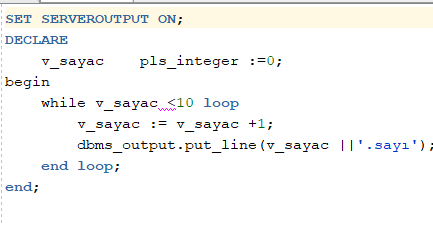 SET SERVEROUTPUT ON;
DECLARE
    v_sayac    pls_integer :=0;
begin
    while v_sayac <10 loop
        v_sayac := v_sayac +1;
        dbms_output.put_line(v_sayac ||'.sayı');
    end loop;
end;